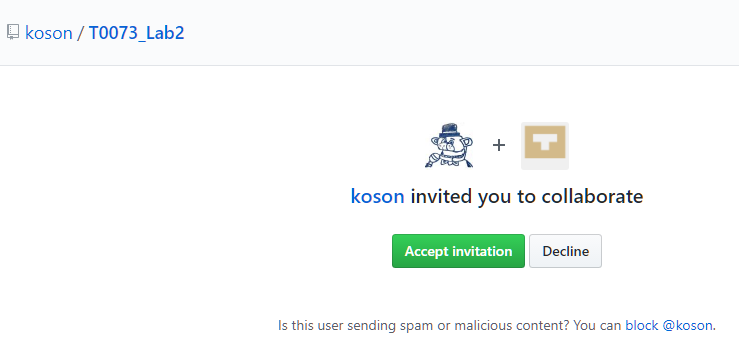 koson / T0073_Lab2
+
koson invited you to collaborate
Accept invitation Decline
Is this user sending spam or malicious content? You can block @koson.